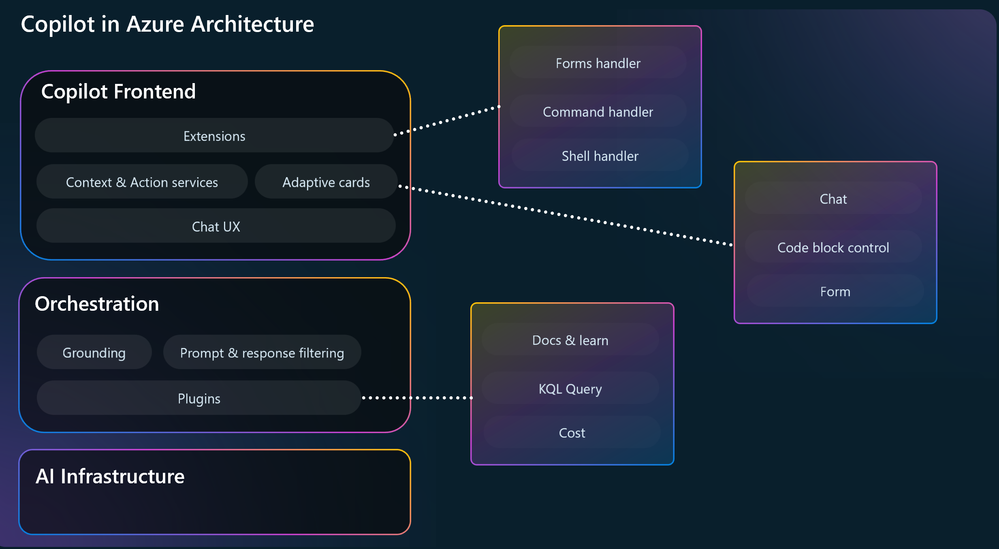 Copilot in Azure Architecture
Copilot Frontend
Extensions
Context & Action services
Adaptive cards
Chat UX
Forms handler
Command handler
Shell handler
Chat
Code block control
Form
Orchestration
Grounding
Prompt & response filtering
Plugins
Docs & learn
KQL Query
Cost
AI Infrastructure